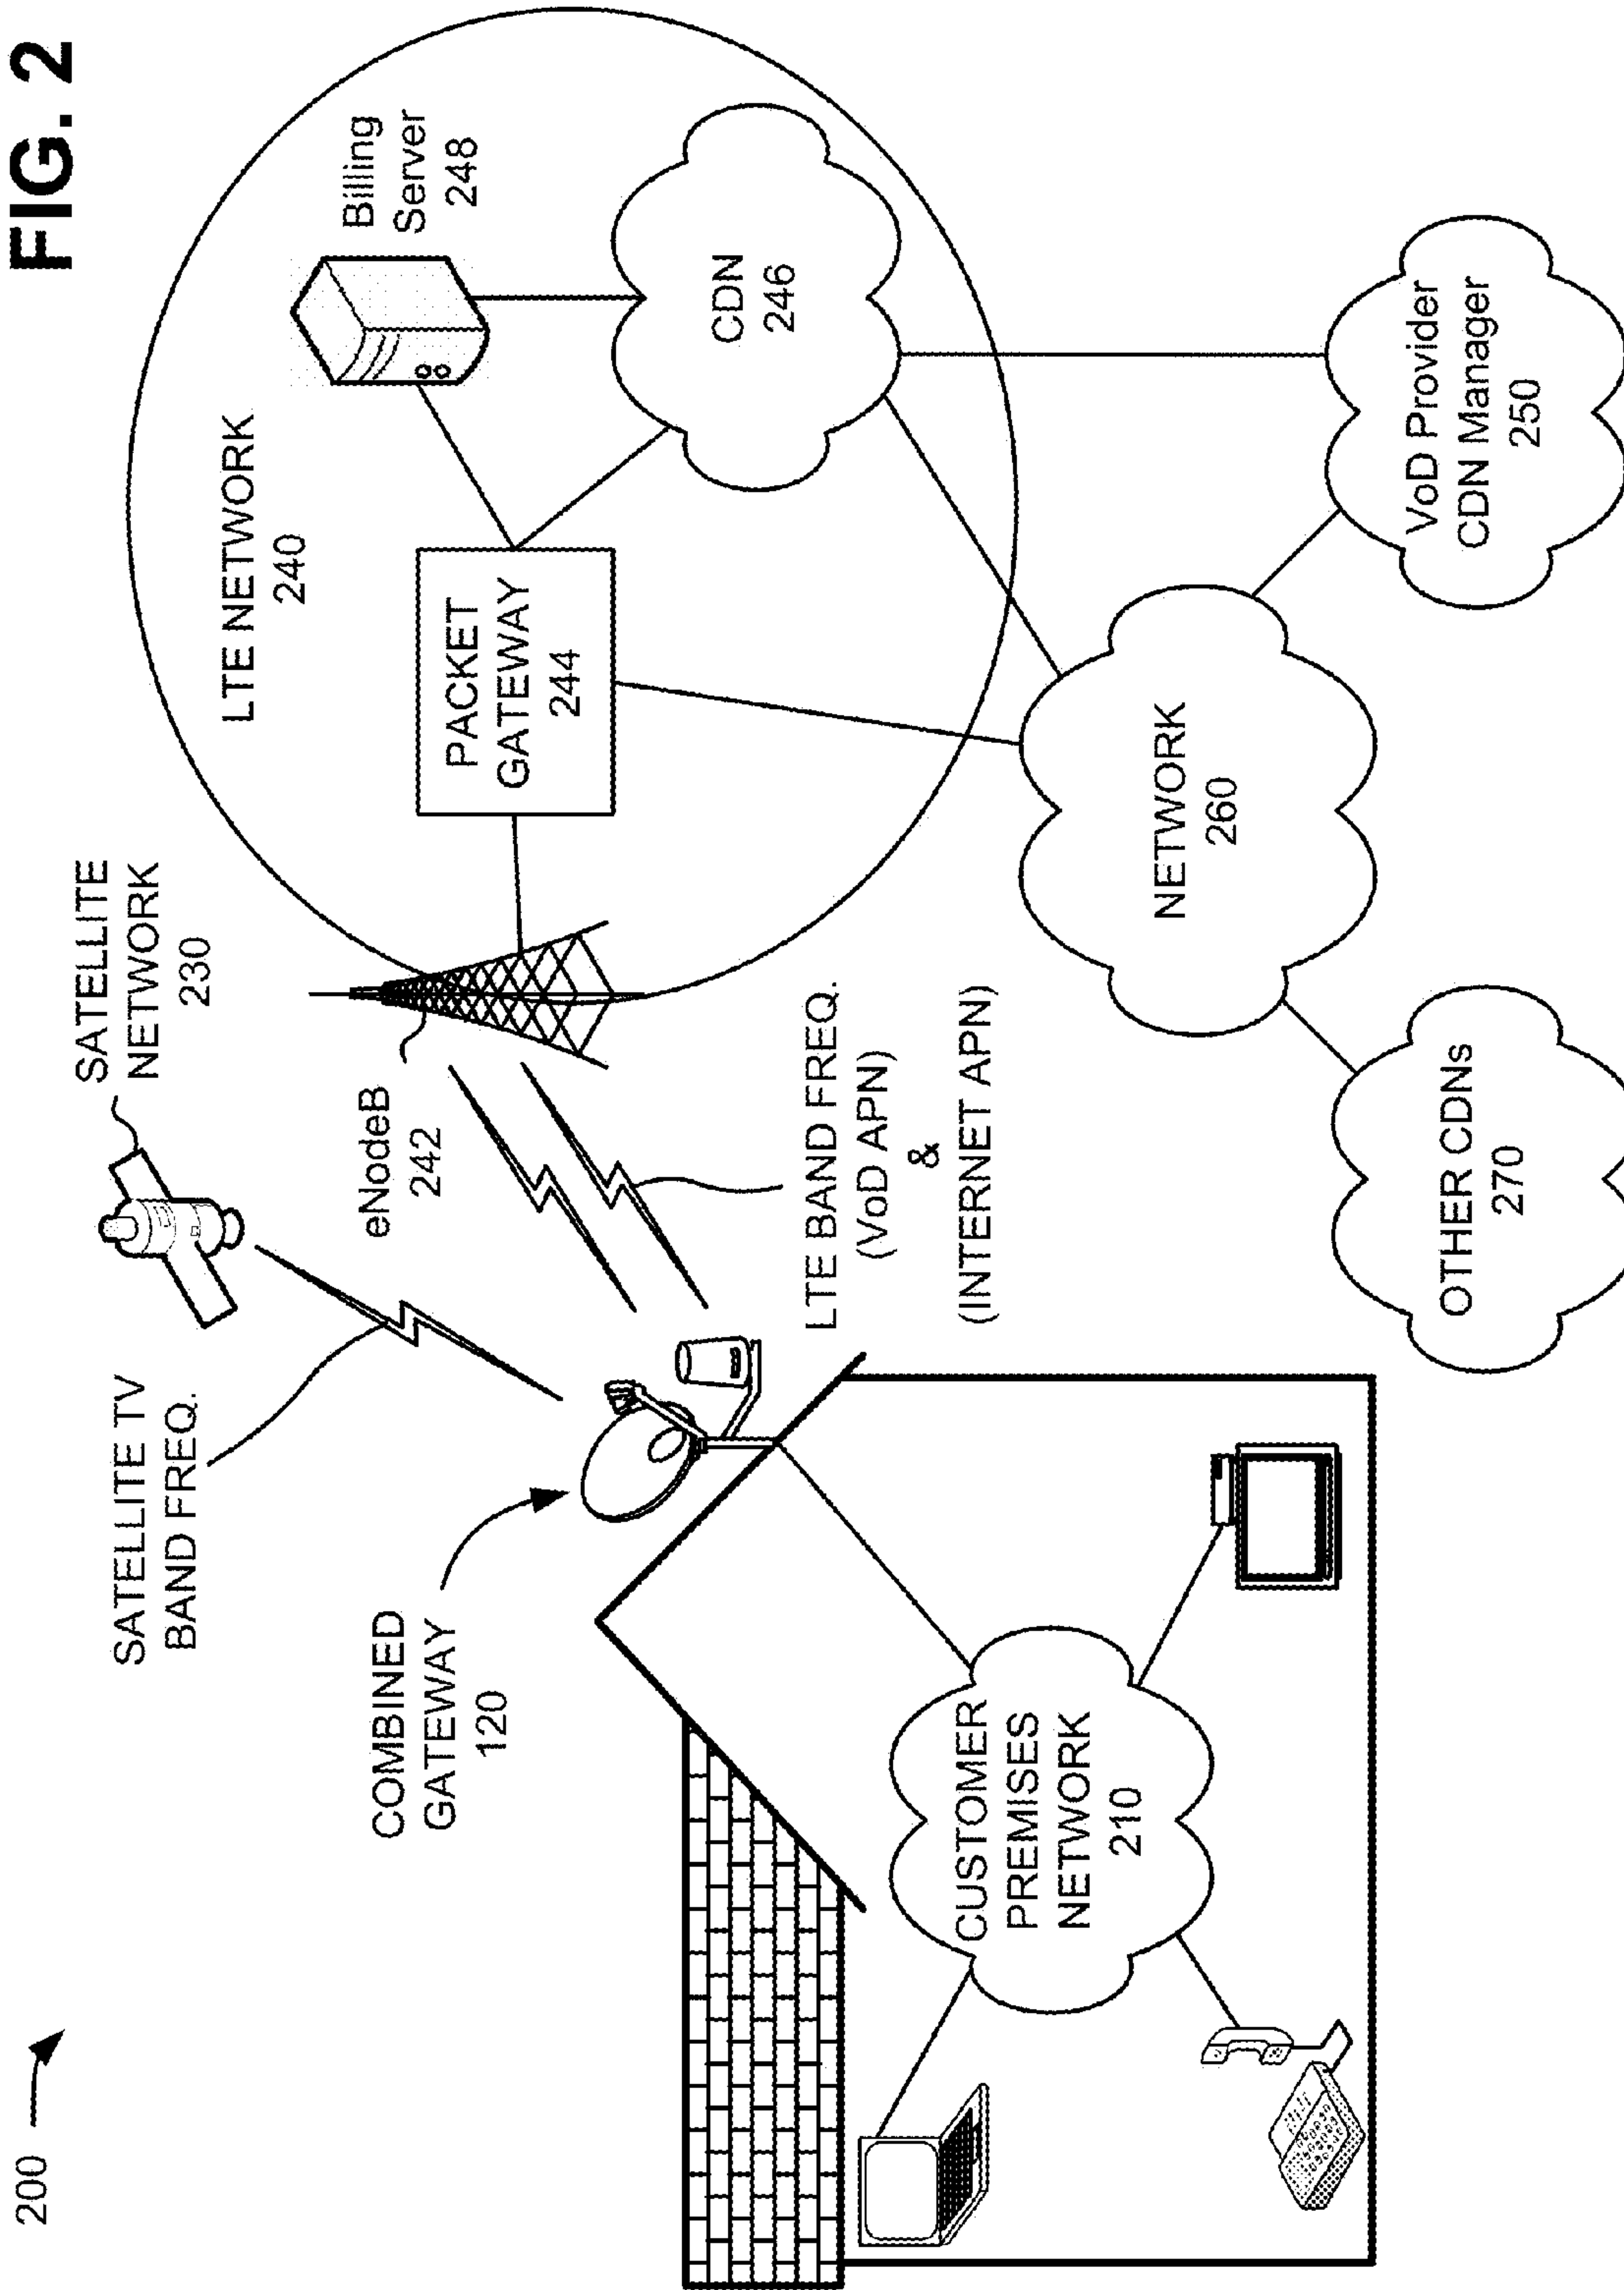 FIG. 2
200
SATELLITE TV
BAND FREQ.
SATELLITE
NETWORK
230
COMBINED
GATEWAY
120
eNodeB
242
LTE NETWORK
240
Billing
Server
248
PACKET
GATEWAY
244
CDN
246
LTE BAND FREQ.
(VoD APN)
&
(INTERNET APN)
CUSTOMER
PREMISES
NETWORK
210
NETWORK
260
OTHER CDNs
270
VoD Provider
CDN Manager
250